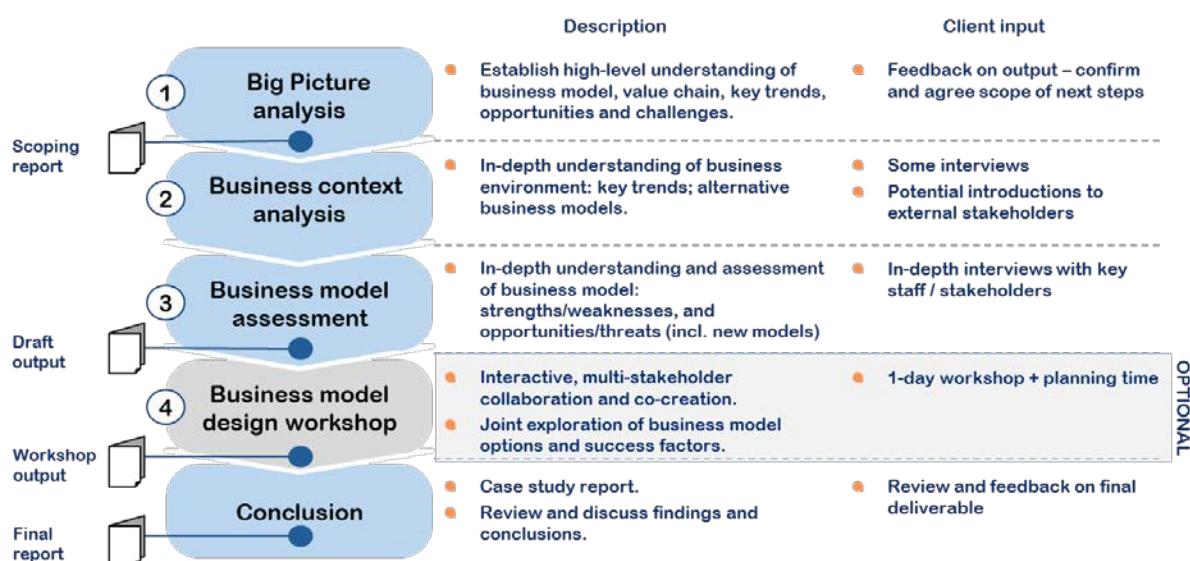 Description
Client input
1
Big Picture
analysis
Establish high-level understanding of
business model, value chain, key trends,
opportunities and challenges.
Feedback on output – confirm
and agree scope of next steps
Scoping
report
2
Business context
analysis
In-depth understanding of business
environment: key trends; alternative
business models.
Some interviews
Potential introductions to
external stakeholders
3
Business model
assessment
In-depth understanding and assessment
of business model:
strengths/weaknesses, and
opportunities/threats (incl. new models)
In-depth interviews with key
staff / stakeholders
Draft
output
4
Business model
design workshop
Interactive, multi-stakeholder
collaboration and co-creation.
Joint exploration of business model
options and success factors.
1-day workshop + planning time
OPTIONAL
Workshop
output
Conclusion
Case study report.
Review and discuss findings and
conclusions.
Review and feedback on final
deliverable
Final
report